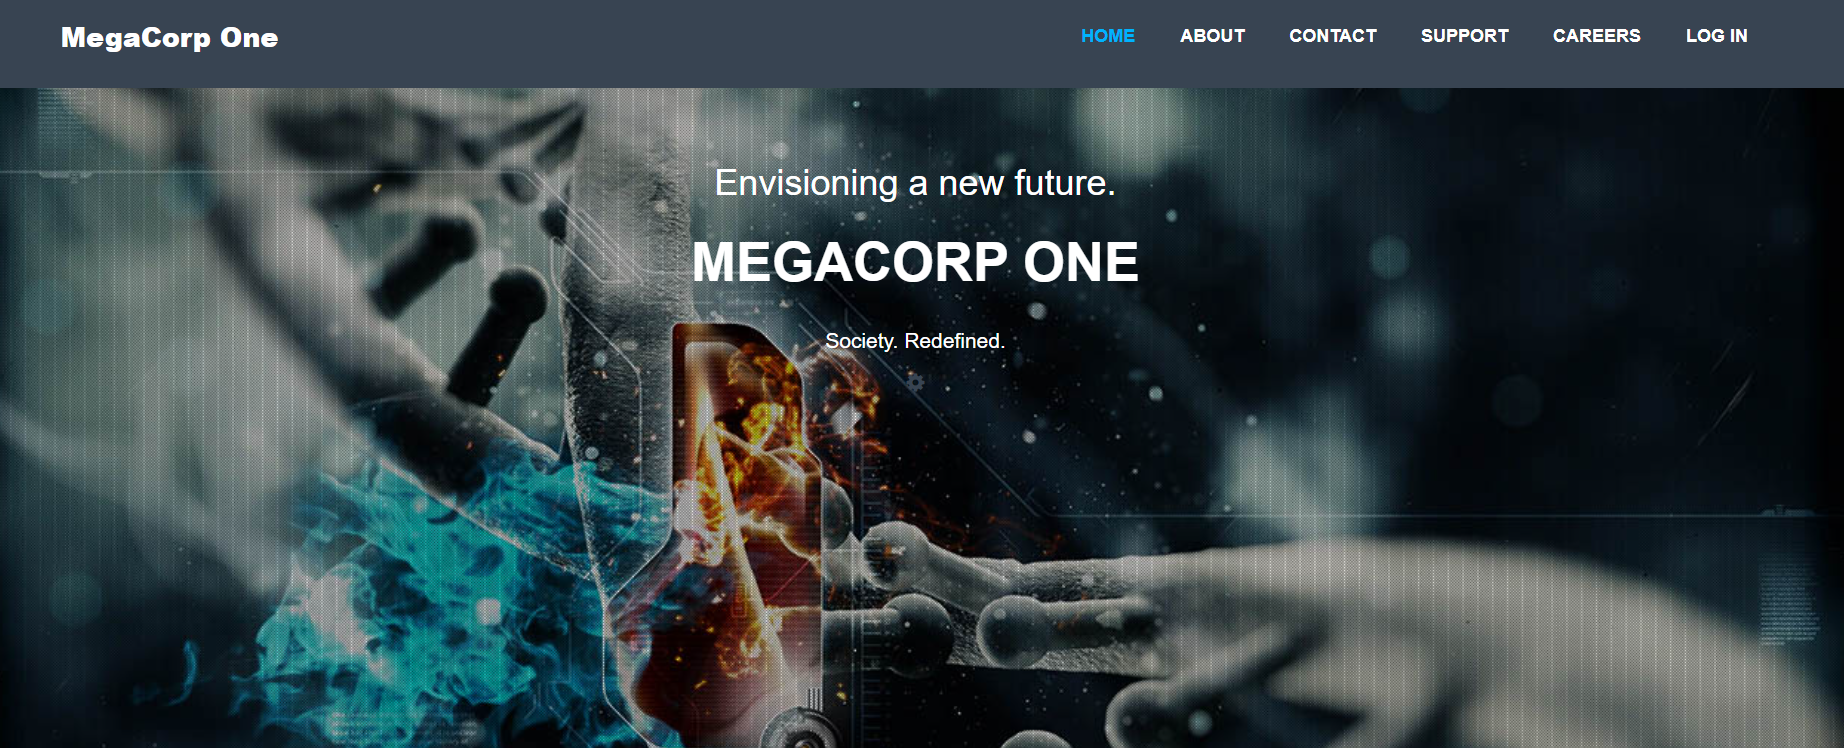 MegaCorp One
HOME ABOUT CONTACT SUPPORT CAREERS LOG IN
Envisioning a new future.
MEGACORP ONE
Society. Redefined.